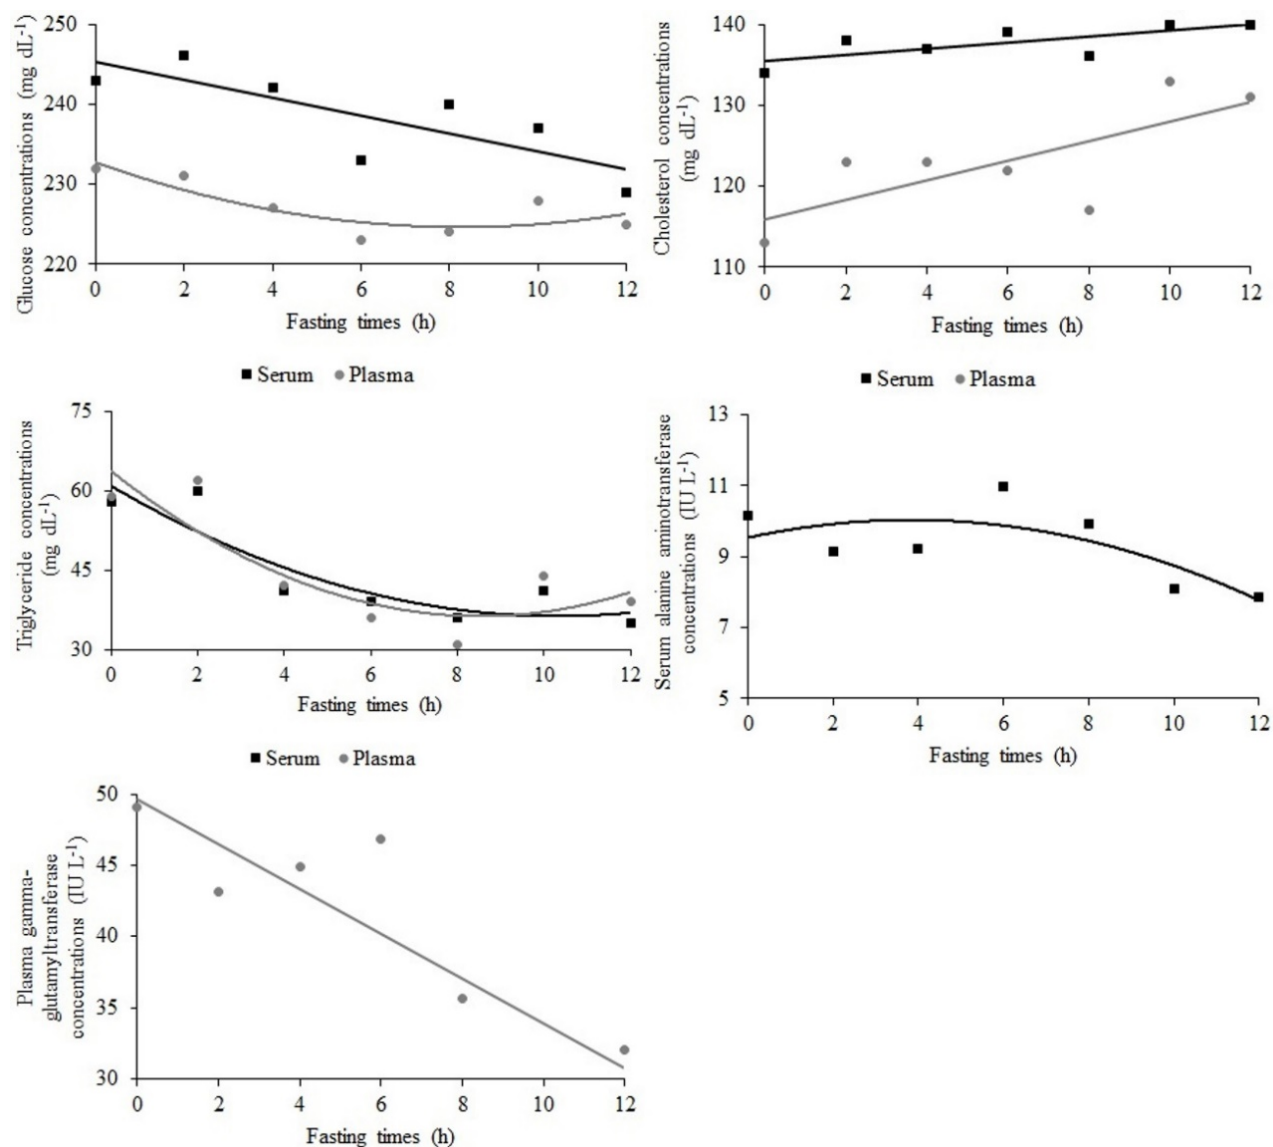 Glucose concentrations (mg dL-1)
250
240
230
220
0 2 4 6 8 10 12
Fasting times (h)
Serum Plasma
Cholesterol concentrations
(mg dL-1)
140
130
120
110
0 2 4 6 8 10 12
Fasting times (h)
Serum Plasma
Triglyceride concentrations
(mg dL-1)
75
60
45
30
0 2 4 6 8 10 12
Fasting times (h)
Serum Plasma
Serum alanine aminotransferase
concentrations (IU L-1)
13
11
9
7
5
0 2 4 6 8 10 12
Fasting times (h)
Plasma gamma-
glutamyltransferase
concentrations (IU L-1)
50
45
40
35
30
0 2 4 6 8 10 12
Fasting times (h)